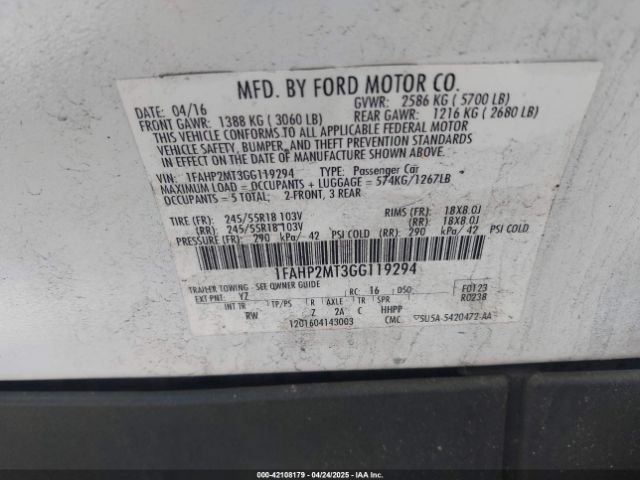 MFD. BY FORD MOTOR CO.
DATE: 04/16 GVWR: 2586 KG ( 5700 LB)
FRONT GAWR: 1388 KG ( 3060 LB) REAR GAWR: 1216 KG ( 2680 LB)
THIS VEHICLE CONFORMS TO ALL APPLICABLE FEDERAL MOTOR
VEHICLE SAFETY, BUMPER, AND THEFT PREVENTION STANDARDS
IN EFFECT ON THE DATE OF MANUFACTURE SHOWN ABOVE.
VIN: 1FAHP2MT3GG119294 TYPE: Passenger Car
MAXIMUM LOAD = OCCUPANTS + LUGGAGE = 574KG/1267LB
OCCUPANTS = 5 TOTAL; 2-FRONT, 3 REAR
TIRE (FR): 245/55R18 103V RIMS (FR): 18X8.0J
(RR): 245/55R18 103V (RR): 18X8.0J
PRESSURE (FR): 290 kPa/ 42 PSI COLD (RR): 290 kPa/ 42 PSI COLD
1FAHP2MT3GG119294
TRAILER TOWING - SEE OWNER GUIDE RC: 16 DSO: F0123
EXT PNT: YZ R0238
INT TR TP/PS R AXLE TR SPR
RW Z 2A C HHPP
1201604143003 CMC ▽SU5A-5420472-AA
000-42108179 - 04/24/2025 - IAAI.COM